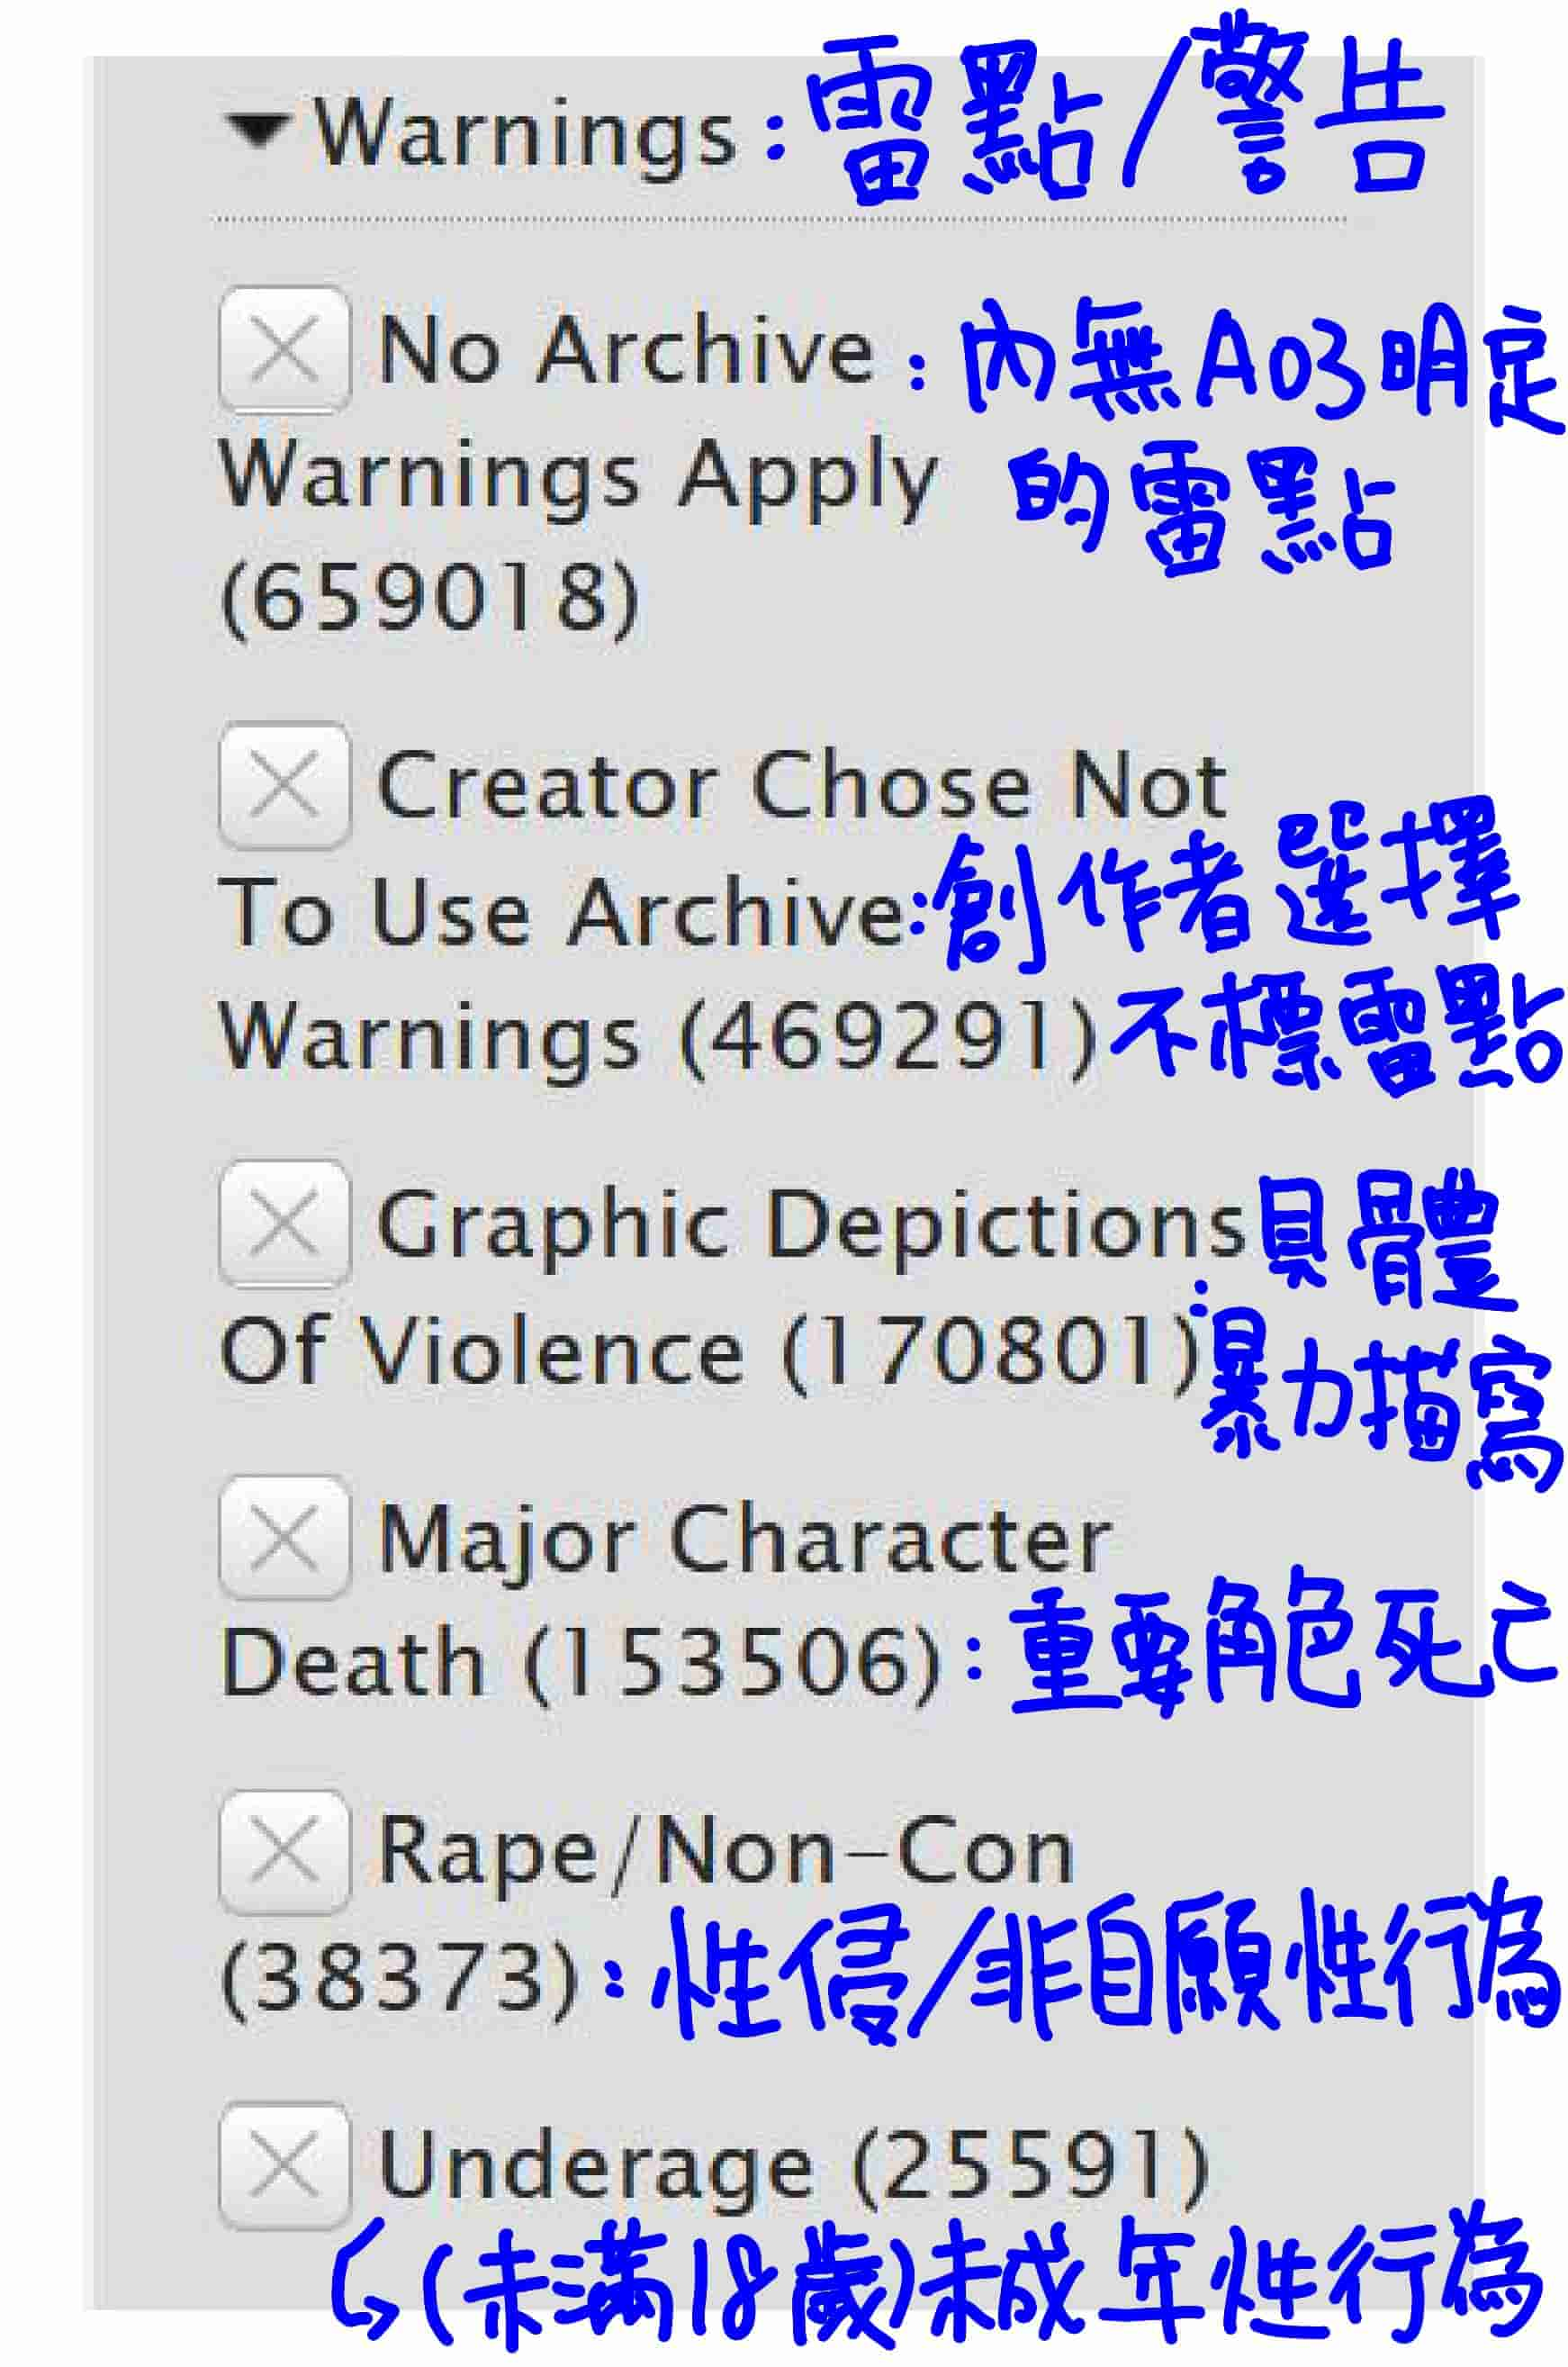 Warnings :雷點/警告
No Archive :內無AO3明定
Warnings Apply 的雷點
(659018)
Creator Chose Not
To Use Archive:創作者選擇
Warnings (469291)不標雷點
Graphic Depictions:具體
Of Violence (170801)暴力描寫
Major Character
Death (153506):重要角色死亡
Rape/Non-Con
(38373):性侵/非自願性行為
Underage (25591)
↳(未滿18歲)未成年性行為